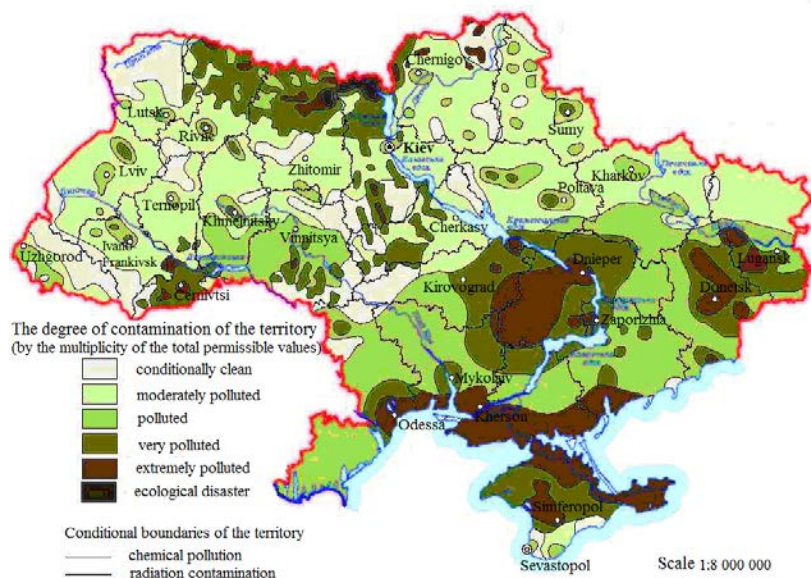 Chernigov
Lutsk
Rivne
Sumy
Kiev
Lviv
Zhitomir
Kharkov
Poltava
Ternopil
Khmelnitsky
Cherkasy
Vinnitsya
Ivano
Frankivsk
Uzhgorod
Lugansk
Dnieper
Cernivtsi
Kirovograd
Donetsk
Zaporizhia
The degree of contamination of the territory
(by the multiplicity of the total permissible values)
conditionally clean
Mykolaiv
moderately polluted
Kherson
polluted
Odessa
very polluted
extremely polluted
ecological disaster
Simferopol
Conditional boundaries of the territory
chemical pollution
Sevastopol
Scale 1:8 000 000
radiation contamination